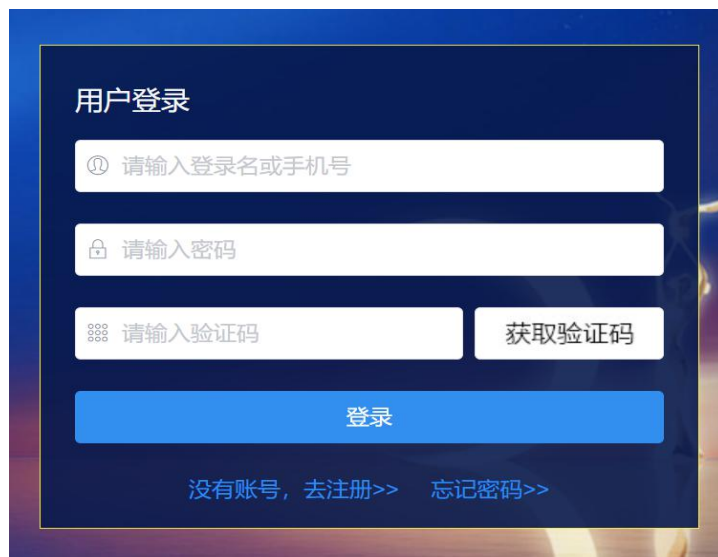 用户登录
请输入登录名或手机号
请输入密码
请输入验证码 获取验证码
登录
没有账号，去注册>> 忘记密码>>